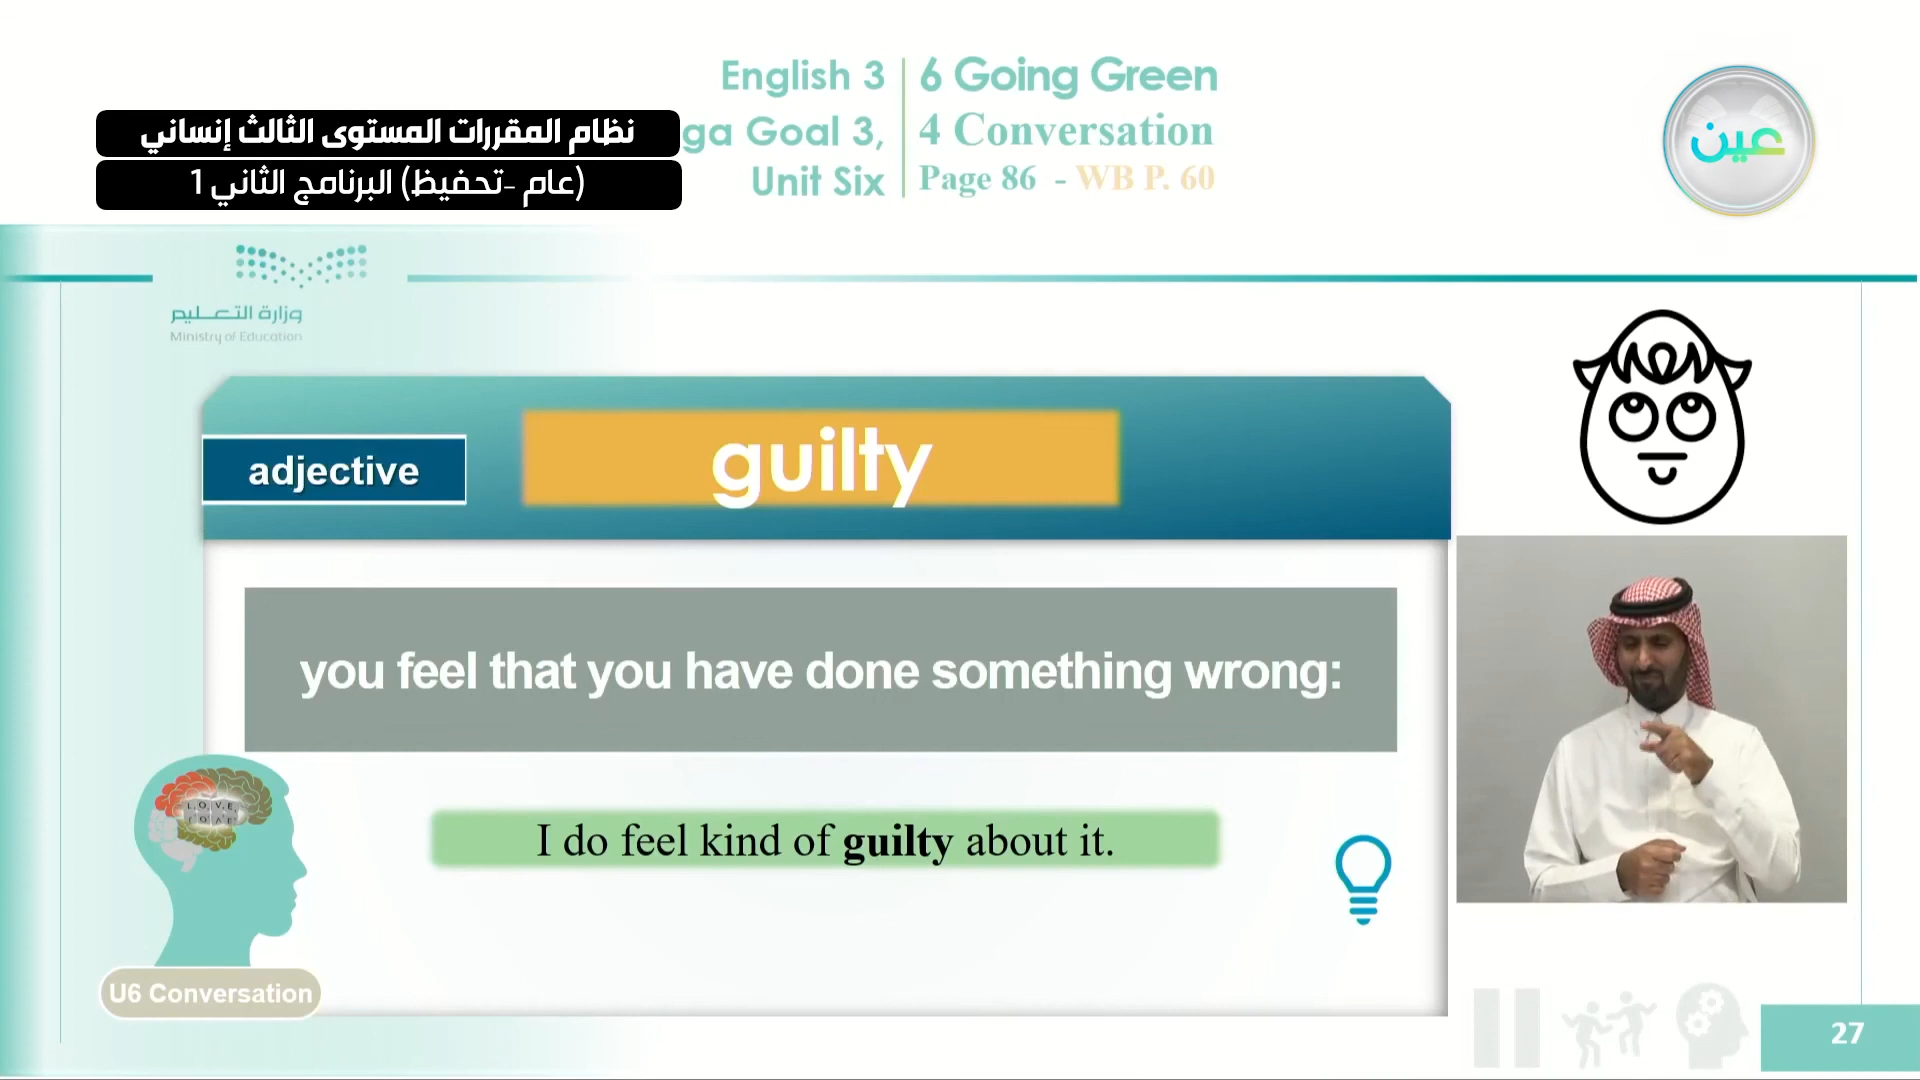 English 3
6 Going Green
نظام المقررات المستوى الثالث إنساني
ga Goal 3,
4 Conversation
عين
(عام -تحفيظ) البرنامج الثاني 1
Unit Six
Page 86 - WB P. 60
وزارة التعليم
Ministry of Education
adjective
guilty
you feel that you have done something wrong:
I do feel kind of guilty about it.
L.O.V.E.
U6 Conversation
27